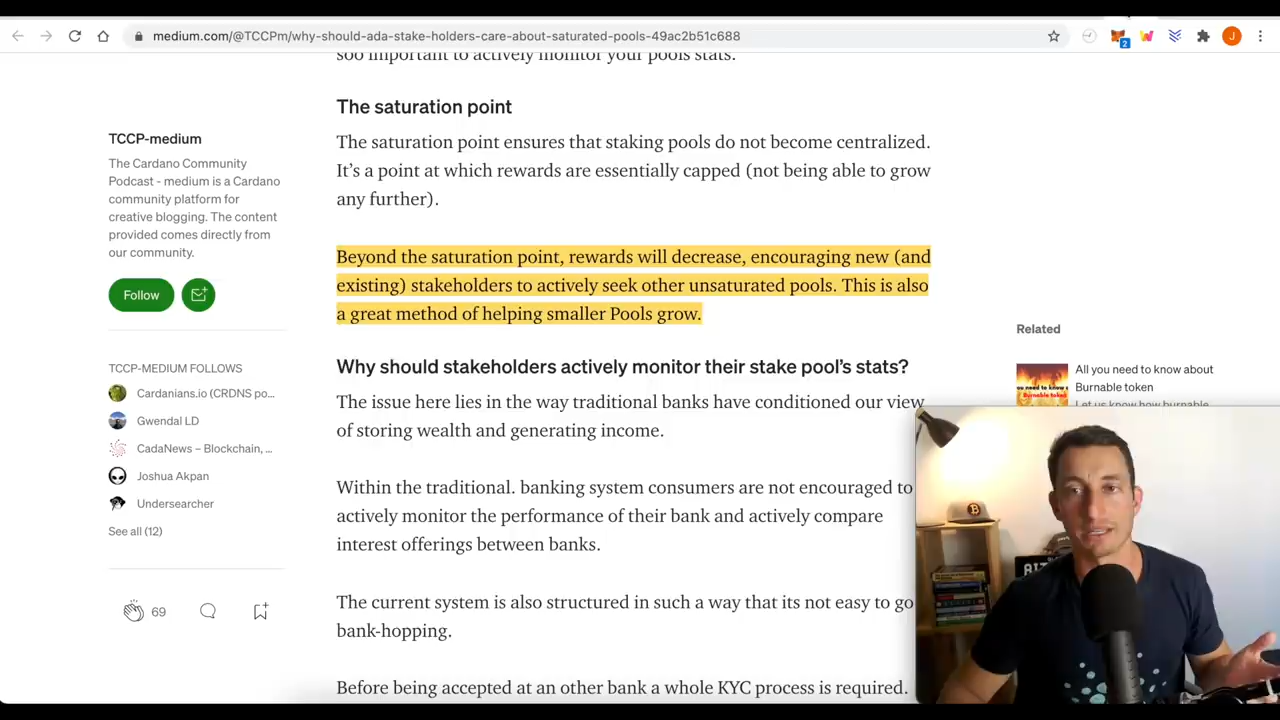 medium.com/@TCCPm/why-should-ada-stake-holders-care-about-saturated-pools-49ac2b51c688
2
J
soo important to actively monitor your pools stats.
The saturation point
The saturation point ensures that staking pools do not become centralized.
It's a point at which rewards are essentially capped (not being able to grow
any further).
Beyond the saturation point, rewards will decrease, encouraging new (and
existing) stakeholders to actively seek other unsaturated pools. This is also
a great method of helping smaller Pools grow.
Why should stakeholders actively monitor their stake pool's stats?
The issue here lies in the way traditional banks have conditioned our view
of storing wealth and generating income.
Within the traditional. banking system consumers are not encouraged to
actively monitor the performance of their bank and actively compare
interest offerings between banks.
The current system is also structured in such a way that its not easy to go
bank-hopping.
Before being accepted at an other bank a whole KYC process is required.
TCCP-medium
The Cardano Community
Podcast - medium is a Cardano
community platform for
creative blogging. The content
provided comes directly from
our community.
Follow
TCCP-MEDIUM FOLLOWS
Cardanians.io (CRDNS po...
Gwendal LD
CadaNews – Blockchain, ...
Joshua Akpan
Undersearcher
See all (12)
69
Related
All you need to know about
Burnable token
Let us know how burnable